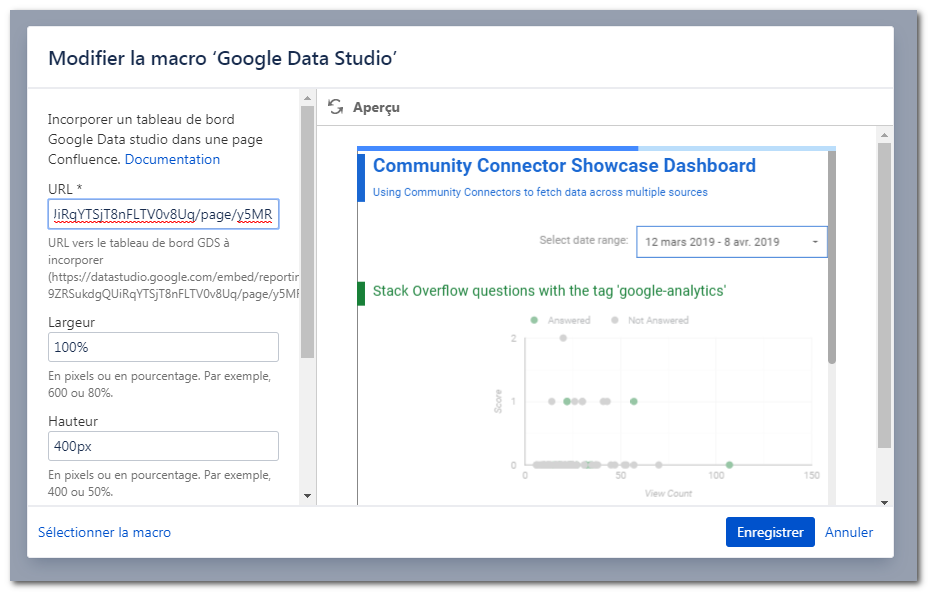 Modifier la macro ‘Google Data Studio’
Incorporer un tableau de bord
Google Data studio dans une page
Confluence. Documentation
URL *
JiRqYTSjT8nFLTV0v8Uq/page/y5MR
URL vers le tableau de bord GDS à
incorporer
(https://datastudio.google.com/embed/reportin
9ZRSukdgQUiRqYTSjT8nFLTV0v8Uq/page/y5MR
Largeur
100%
En pixels ou en pourcentage. Par exemple,
600 ou 80%.
Hauteur
400px
En pixels ou en pourcentage. Par exemple,
400 ou 50%.
Aperçu
Community Connector Showcase Dashboard
Using Community Connectors to fetch data across multiple sources
Select date range:
12 mars 2019 - 8 avr. 2019
Stack Overflow questions with the tag 'google-analytics'
Answered
Not Answered
2
1
0
Score
0
50
100
150
View Count
Sélectionner la macro
Enregistrer
Annuler